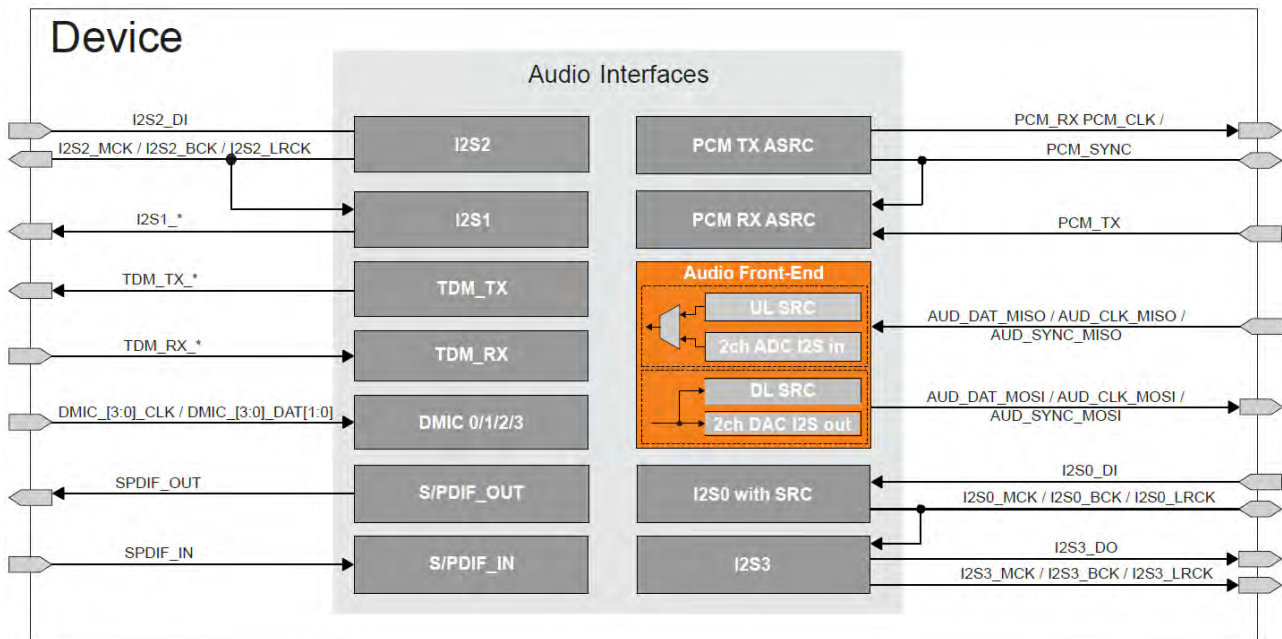 Device
Audio Interfaces
I2S2_DI
I2S2_MCK / I2S2_BCK / I2S2_LRCK
I2S2
I2S1_*
I2S1
TDM_TX_*
TDM_TX
TDM_RX_*
TDM_RX
DMIC_[3:0]_CLK / DMIC_[3:0]_DAT[1:0]
DMIC 0/1/2/3
SPDIF_OUT
S/PDIF_OUT
SPDIF_IN
S/PDIF_IN
PCM TX ASRC
PCM_RX PCM_CLK /
PCM_SYNC
PCM RX ASRC
PCM_TX
Audio Front-End
UL SRC
2ch ADC I2S in
AUD_DAT_MISO / AUD_CLK_MISO /
AUD_SYNC_MISO
DL SRC
2ch DAC I2S out
AUD_DAT_MOSI / AUD_CLK_MOSI /
AUD_SYNC_MOSI
I2S0 with SRC
I2S0_DI
I2S0_MCK / I2S0_BCK / I2S0_LRCK
I2S3
I2S3_DO
I2S3_MCK / I2S3_BCK / I2S3_LRCK